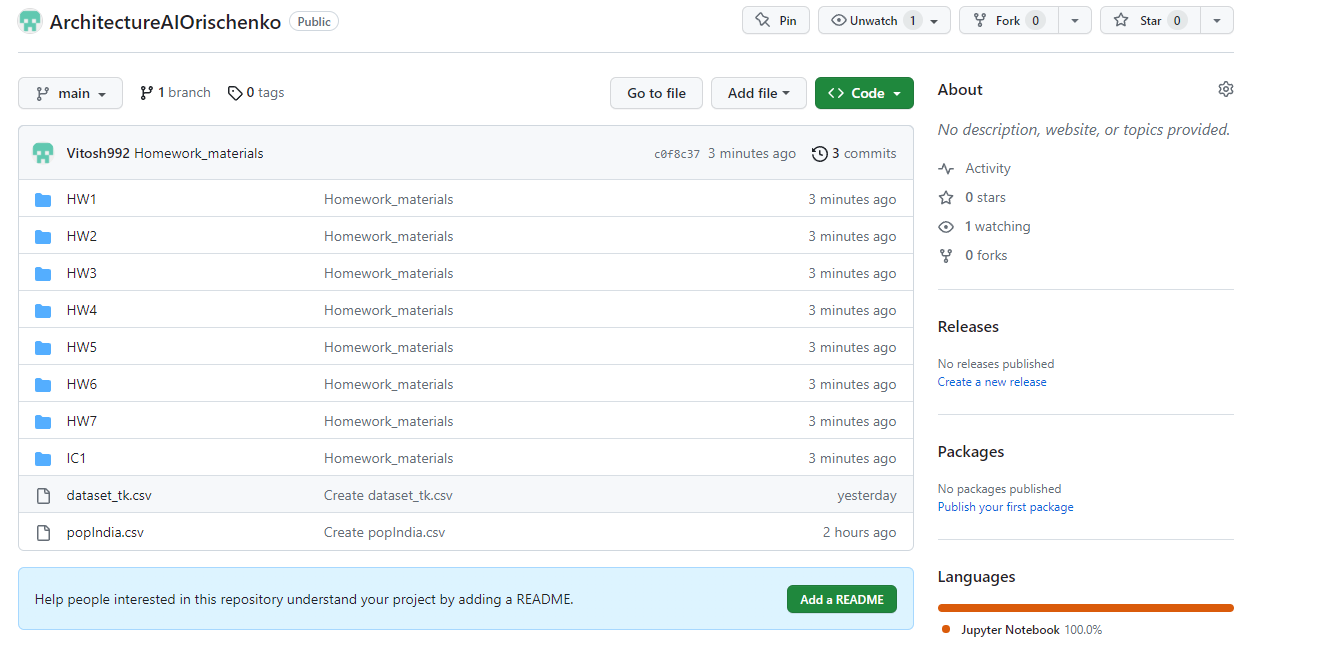 ArchitectureAIOrischenko Public Pin Unwatch 1 Fork 0 Star 0
main 1 branch 0 tags Go to file Add file Code
Vitosh992 Homework_materials c0f8c37 3 minutes ago 3 commits
HW1 Homework_materials 3 minutes ago
HW2 Homework_materials 3 minutes ago
HW3 Homework_materials 3 minutes ago
HW4 Homework_materials 3 minutes ago
HW5 Homework_materials 3 minutes ago
HW6 Homework_materials 3 minutes ago
HW7 Homework_materials 3 minutes ago
IC1 Homework_materials 3 minutes ago
dataset_tk.csv Create dataset_tk.csv yesterday
popIndia.csv Create popIndia.csv 2 hours ago
Help people interested in this repository understand your project by adding a README. Add a README
About
No description, website, or topics provided.
Activity
0 stars
1 watching
0 forks
Releases
No releases published
Create a new release
Packages
No packages published
Publish your first package
Languages
Jupyter Notebook 100.0%